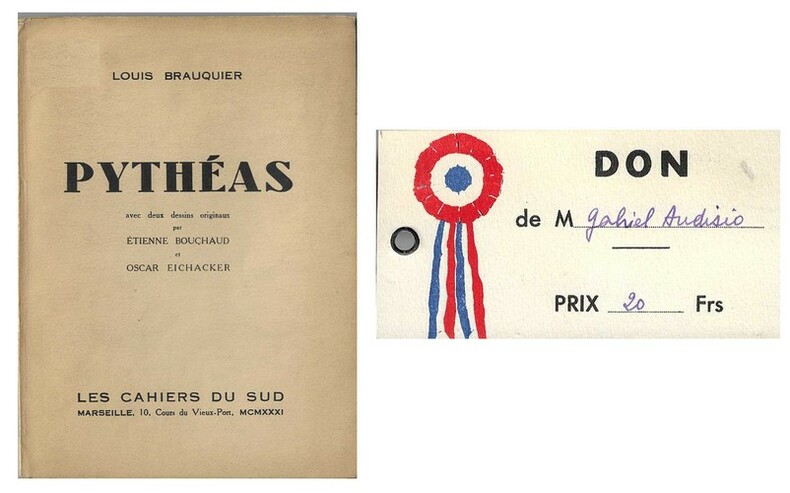 LOUIS BRAUQUIER
PYTHÉAS
avec deux dessins originaux
par
ÉTIENNE BOUCHAUD
et
OSCAR EICHACKER
LES CAHIERS DU SUD
MARSEILLE, 10, Cours du Vieux-Port, MCMXXXI
DON
de M Gabriel Audisio
PRIX 20 Frs